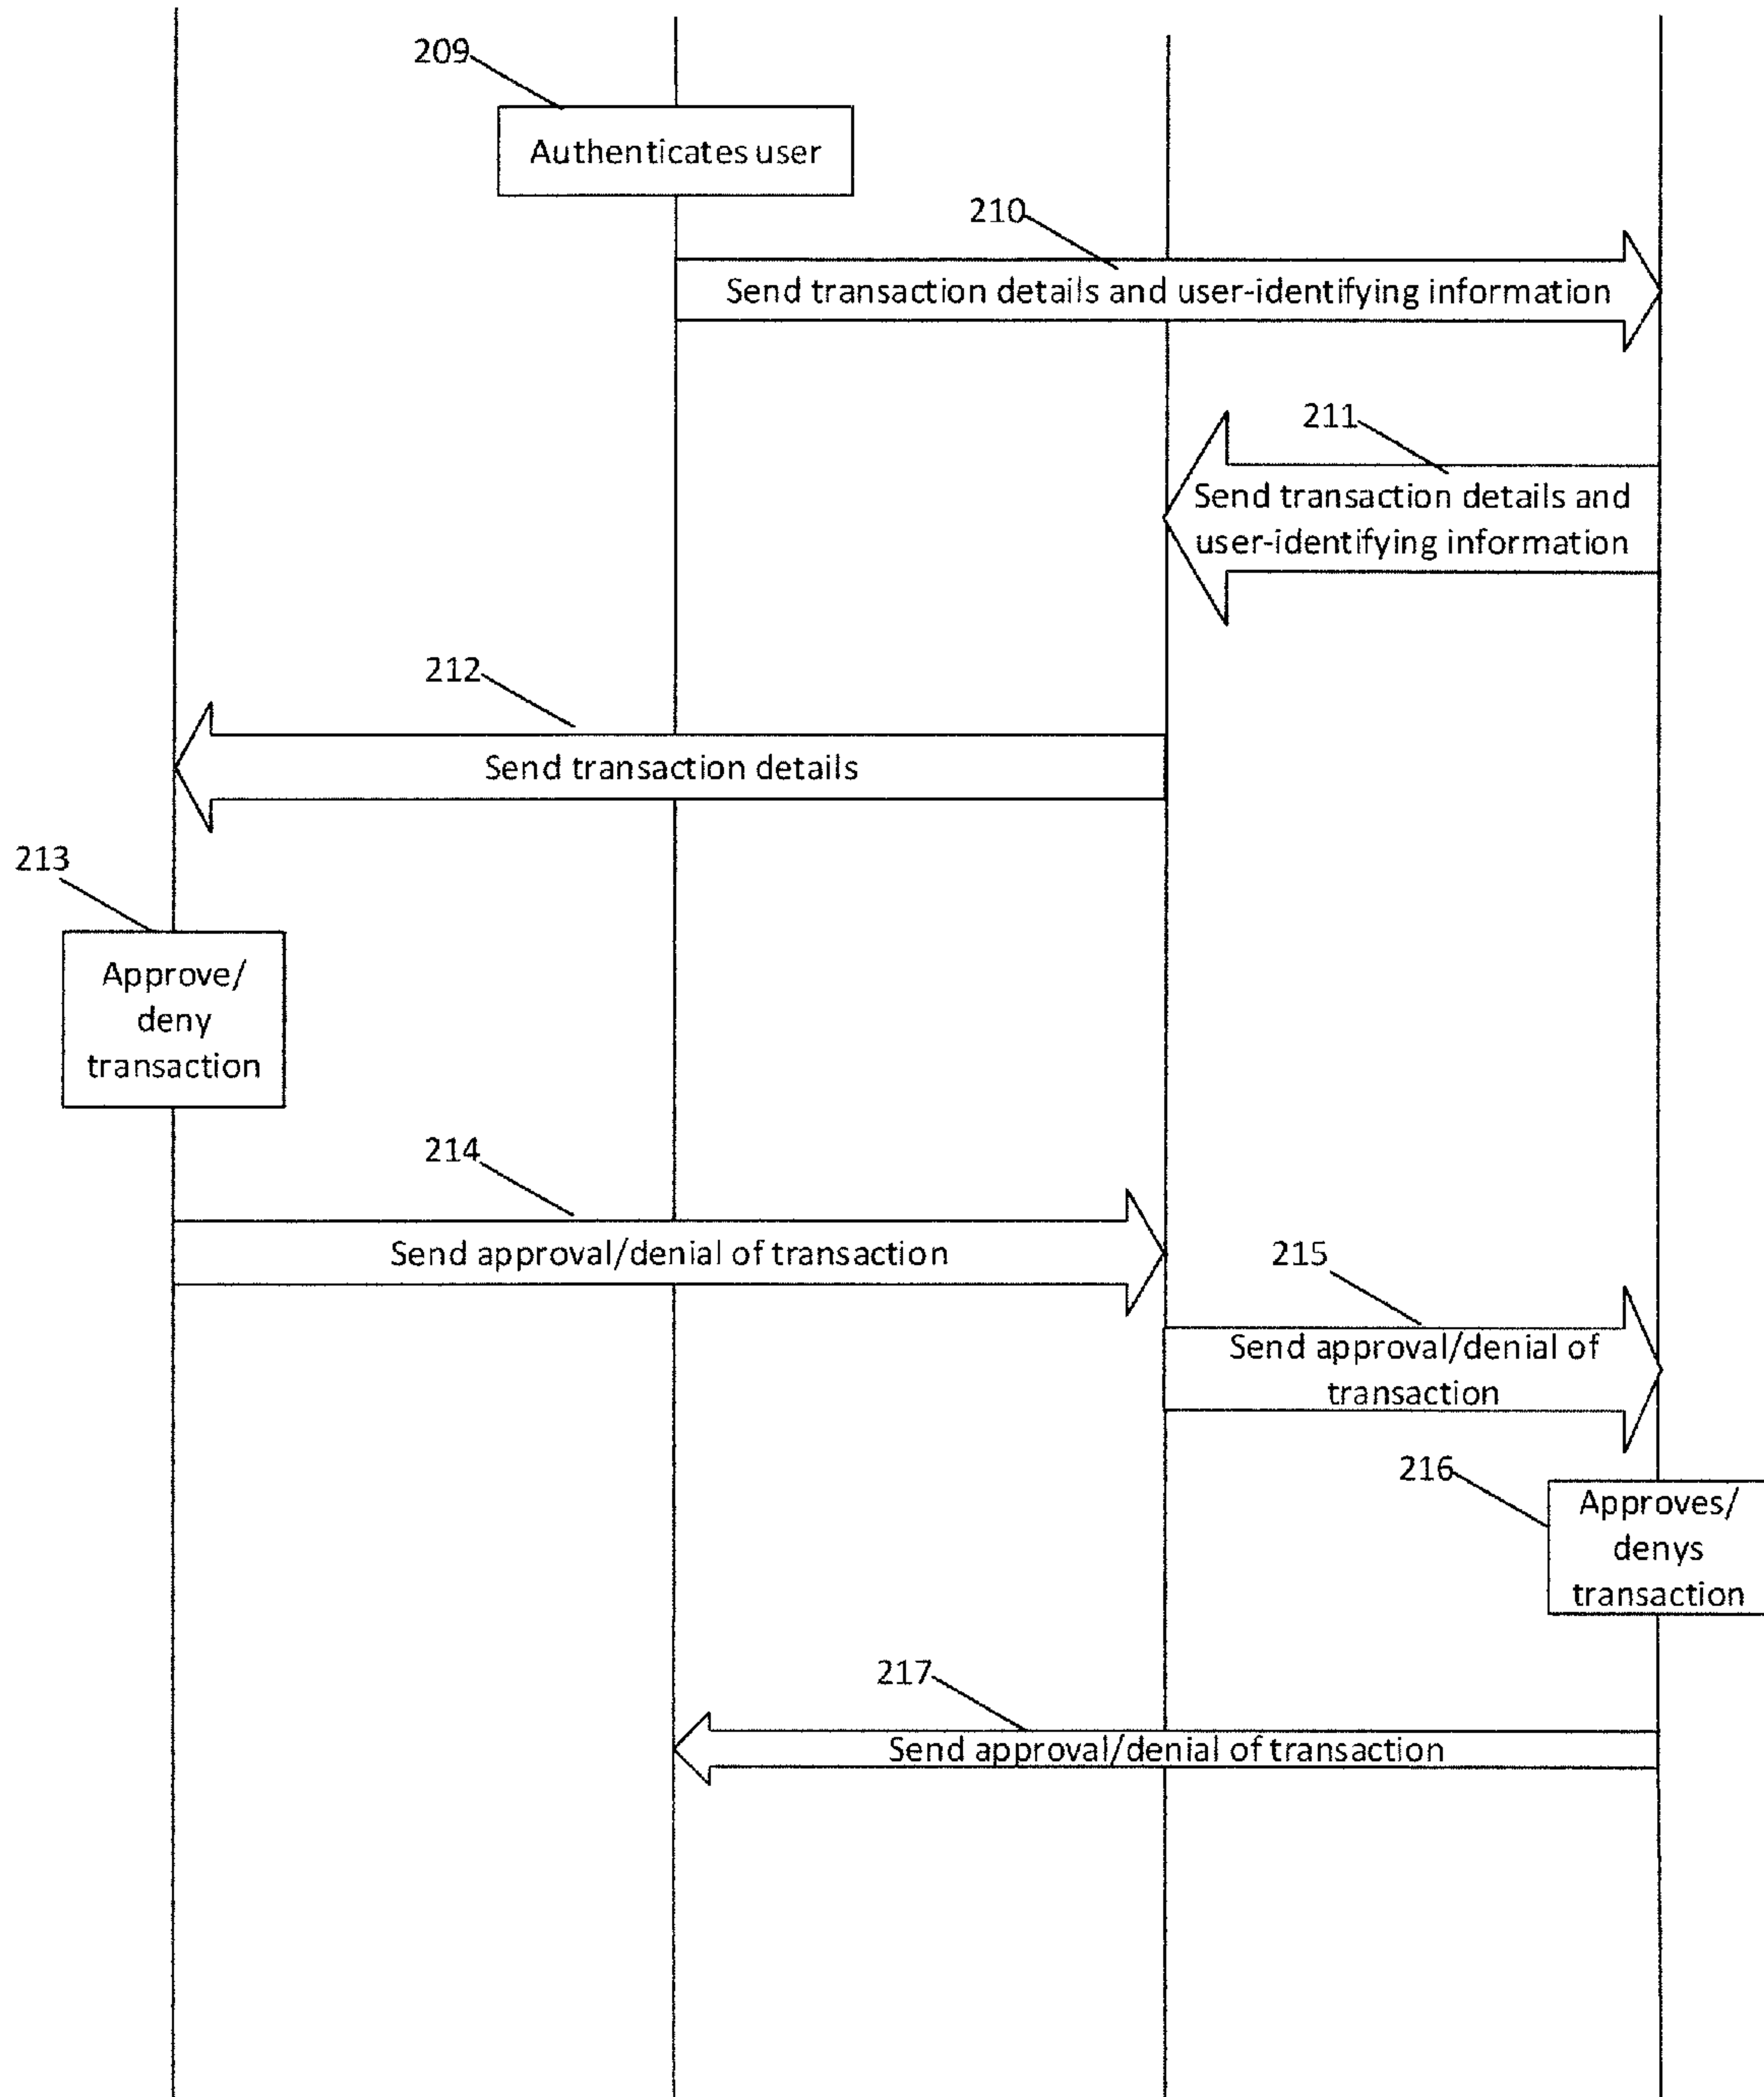 209
Authenticates user
210
Send transaction details and user-identifying information
211
Send transaction details and
user-identifying information
212
Send transaction details
213
Approve/
deny
transaction
214
Send approval/denial of transaction
215
Send approval/denial of
transaction
216
Approves/
denys
transaction
217
Send approval/denial of transaction